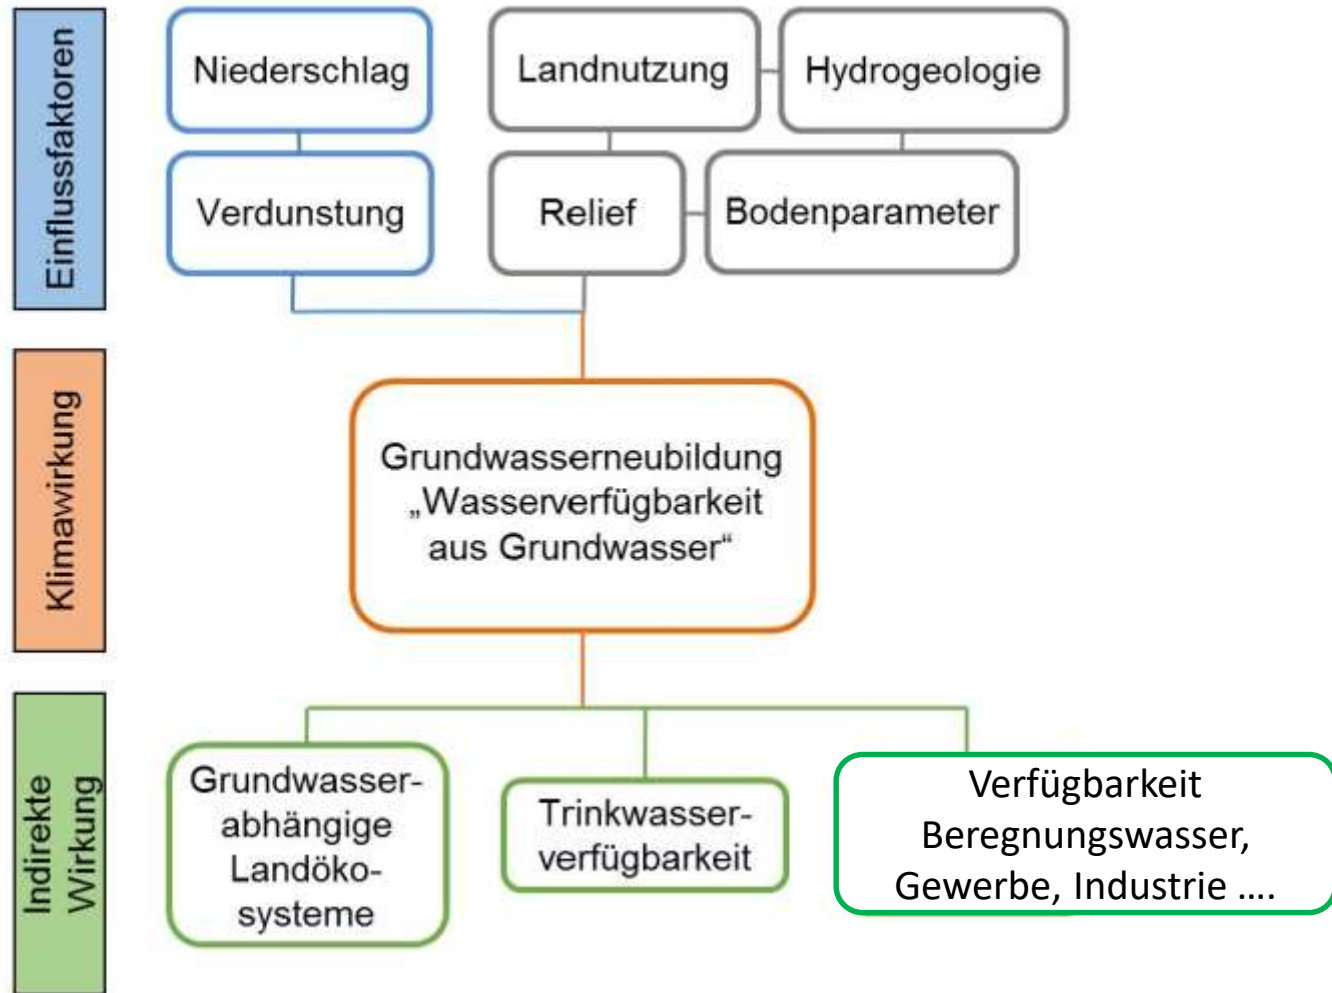 Einflussfaktoren
Niederschlag
Landnutzung
Hydrogeologie
Verdunstung
Relief
Bodenparameter
Klimawirkung
Grundwasserneubildung
„Wasserverfügbarkeit
aus Grundwasser“
Indirekte
Wirkung
Grundwasser-
abhängige
Landöko-
systeme
Trinkwasser-
verfügbarkeit
Verfügbarkeit
Beregnungswasser,
Gewerbe, Industrie ....